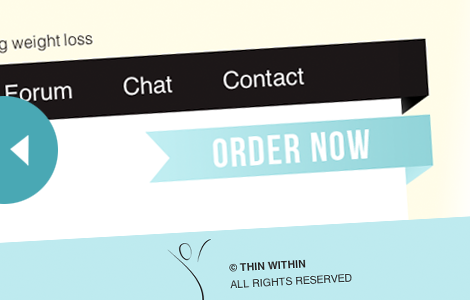 g weight loss
Forum Chat Contact
ORDER NOW
© THIN WITHIN
ALL RIGHTS RESERVED